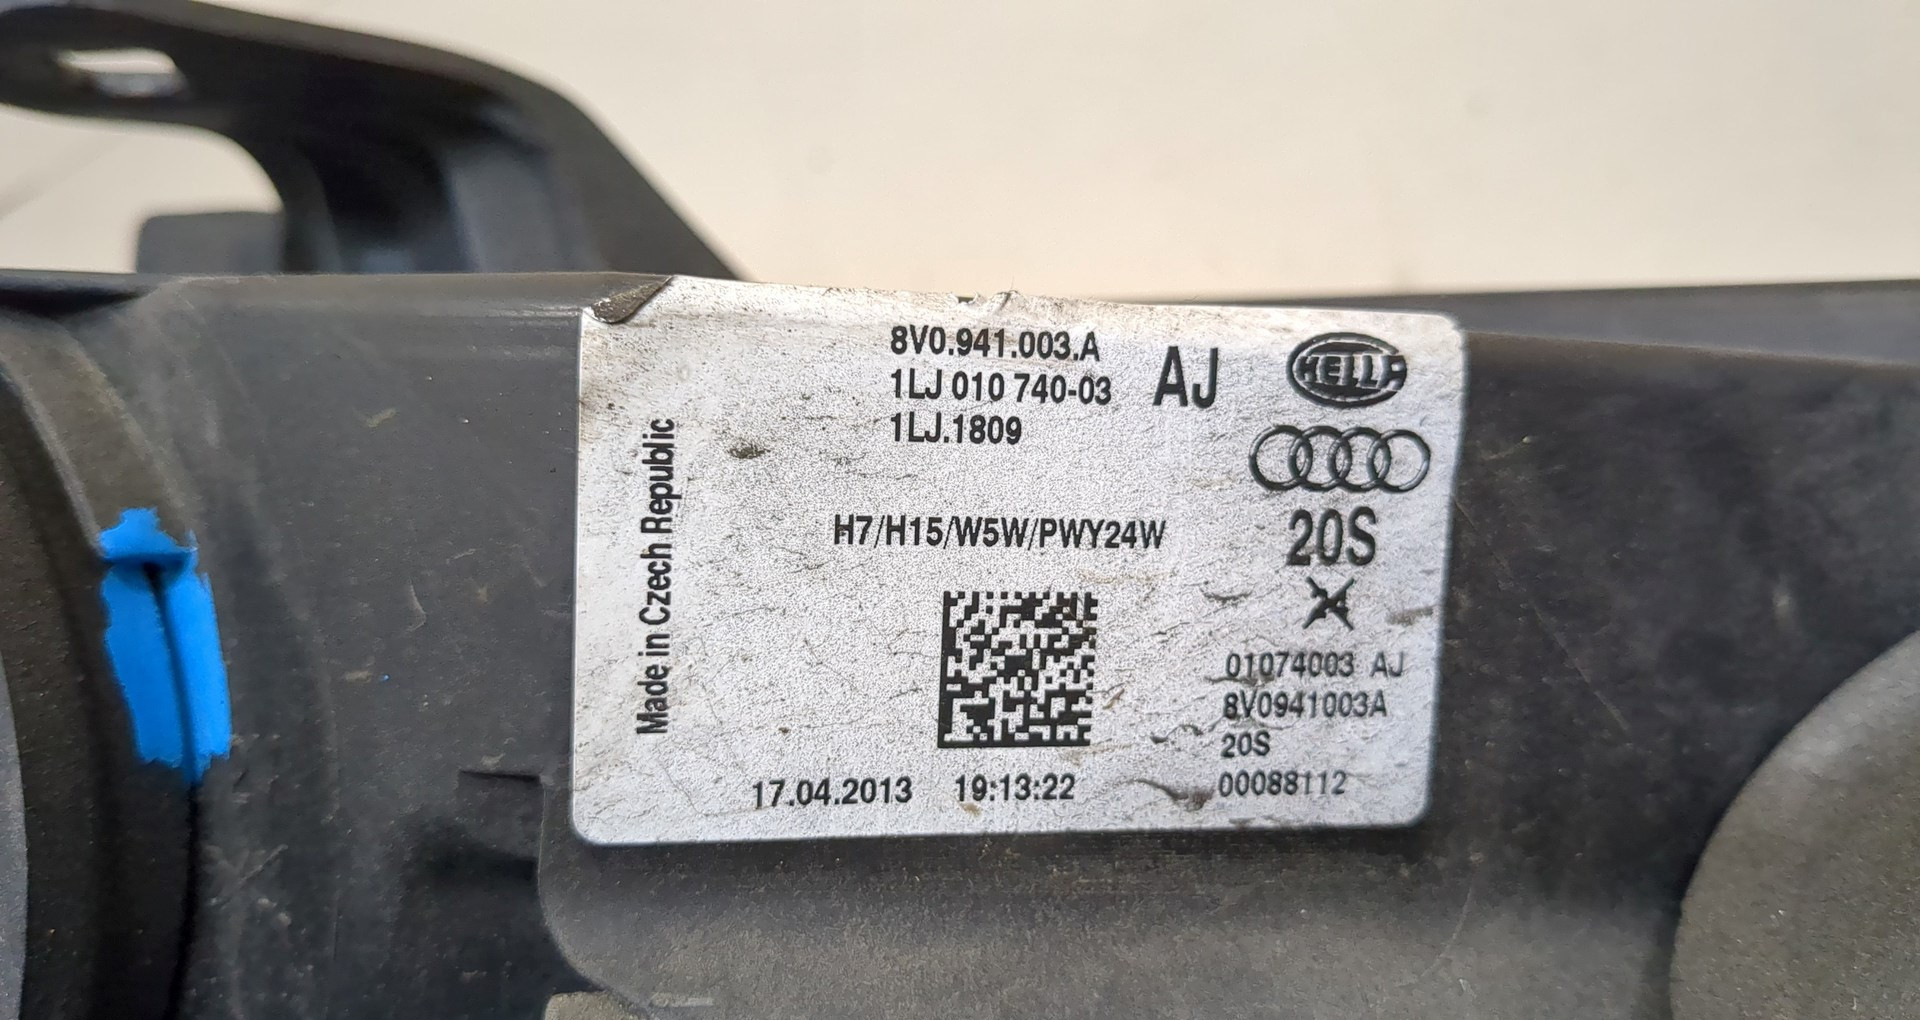 8V0.941.003.A
1LJ 010 740-03
1LJ.1809
AJ
HELLA
Made in Czech Republic
H7/H15/W5W/PWY24W
20S
01074003 AJ
8V0941003A
20S
00088112
17.04.2013 19:13:22